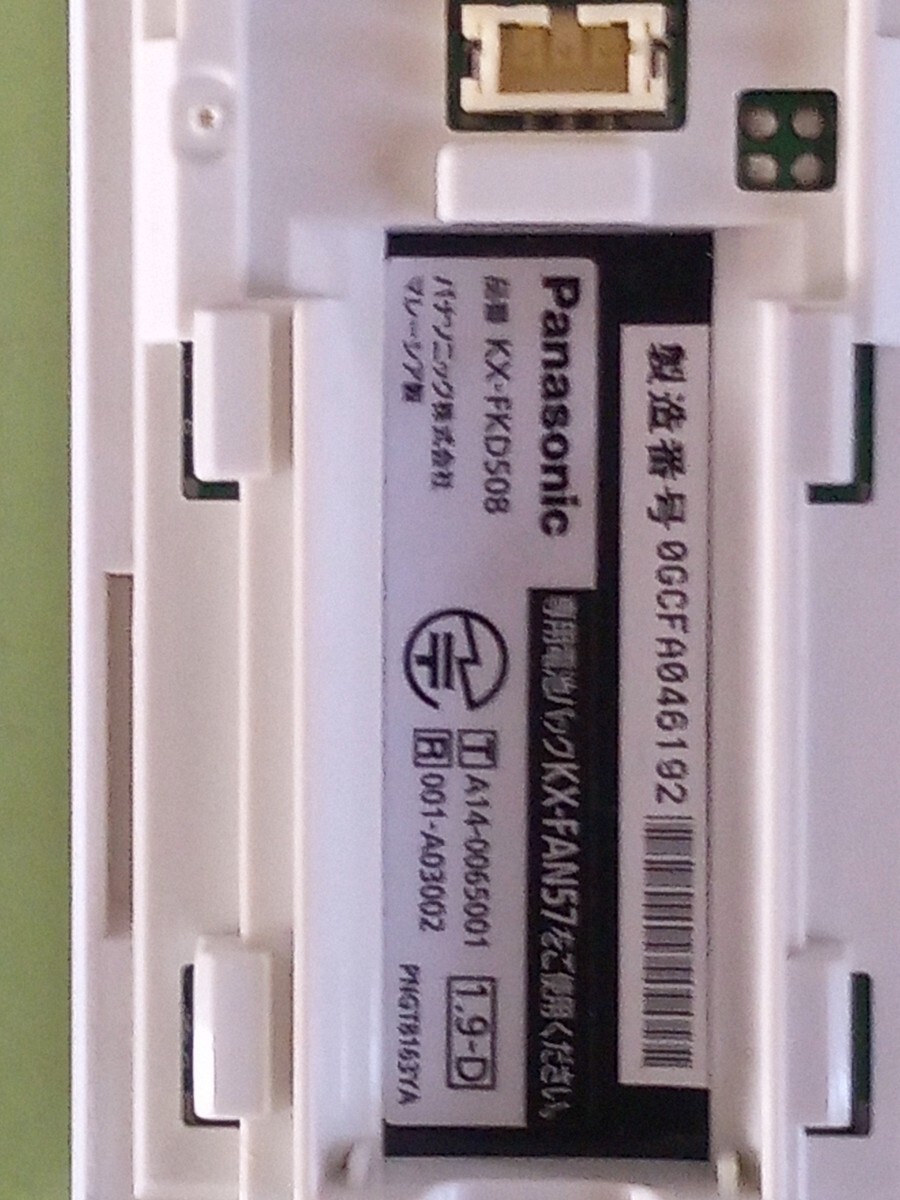 製造番号 0GCFA046192
Panasonic
品番 KX-FKD508
パナソニック株式会社
マレーシア製
専用電池パックKX-FAN57をご使用ください。
T A14-0065001
R 001-A03002
1.9-D
PNGT8163YA